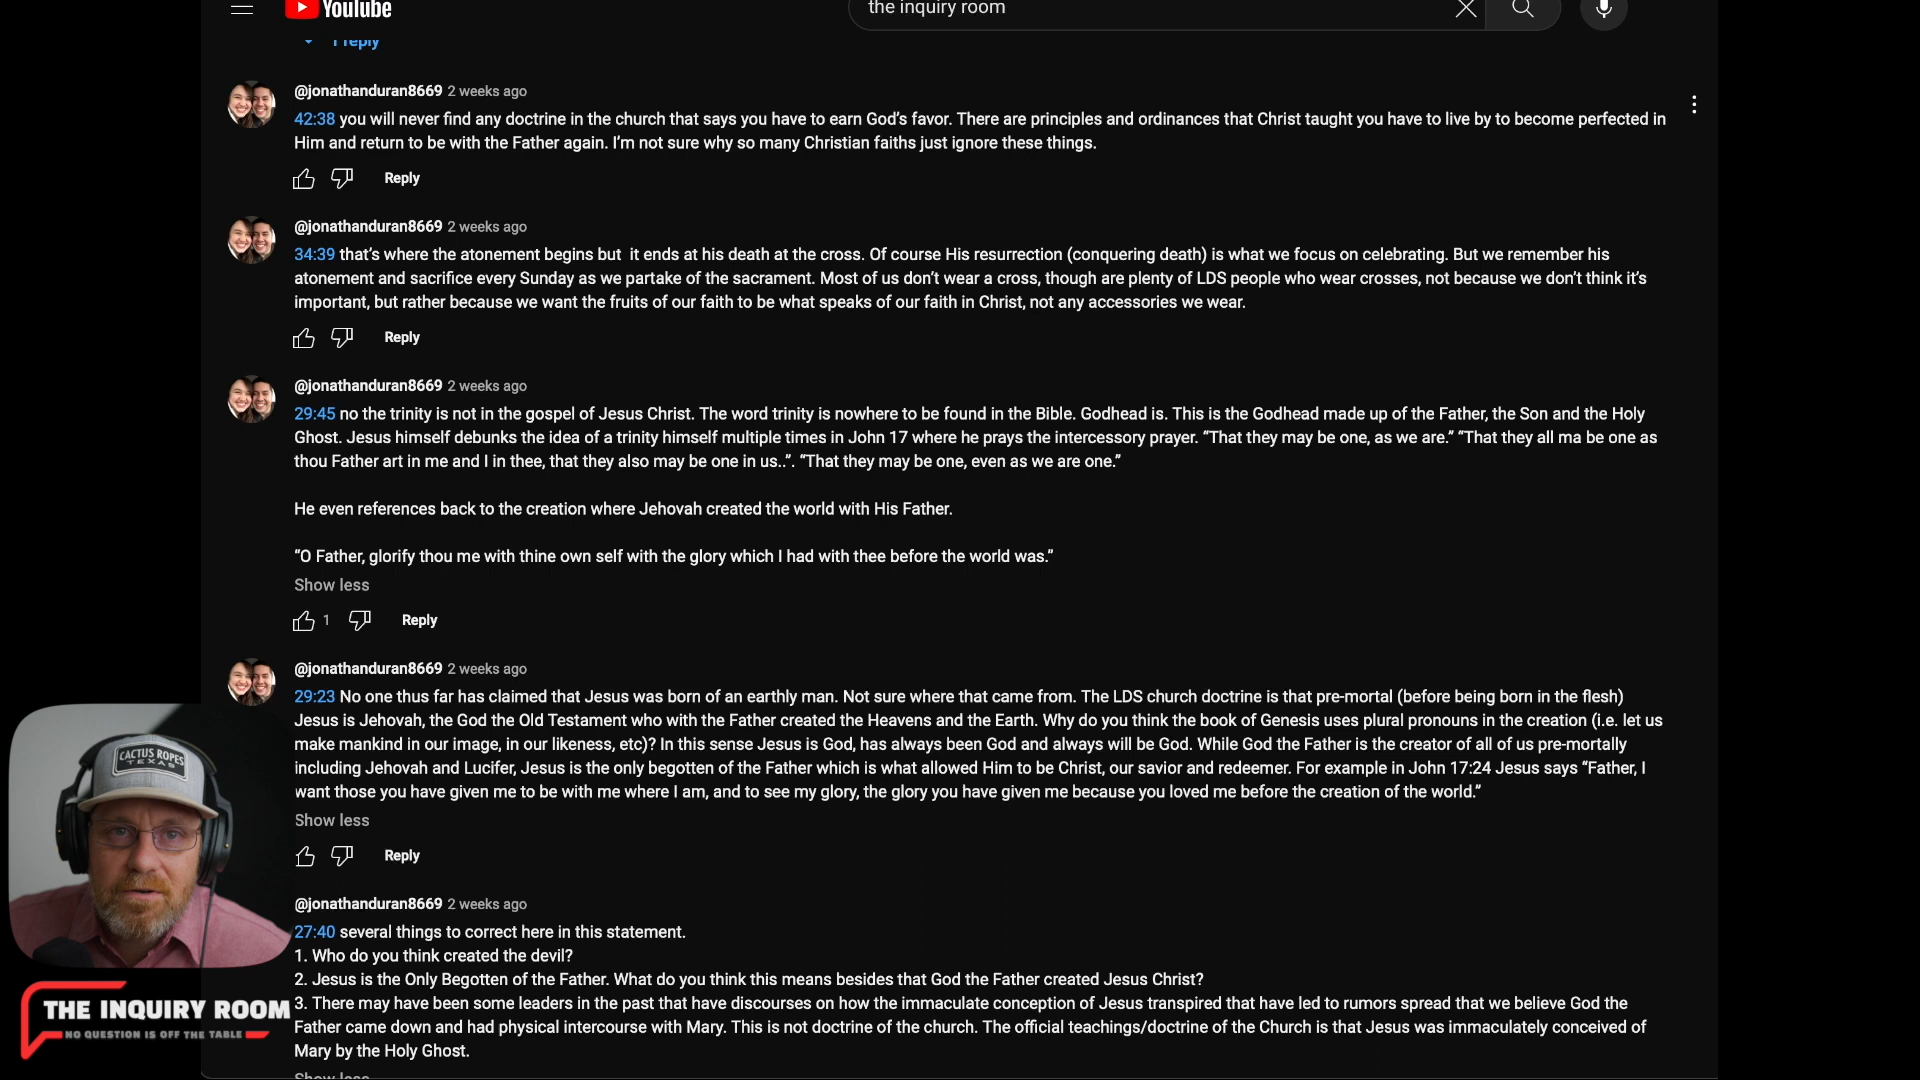 YouTube
the inquiry room
1 reply
@jonathanduran8669 2 weeks ago
42:38 you will never find any doctrine in the church that says you have to earn God's favor. There are principles and ordinances that Christ taught you have to live by to become perfected in
Him and return to be with the Father again. I'm not sure why so many Christian faiths just ignore these things.
Reply
@jonathanduran8669 2 weeks ago
34:39 that's where the atonement begins but  it ends at his death at the cross. Of course His resurrection (conquering death) is what we focus on celebrating. But we remember his
atonement and sacrifice every Sunday as we partake of the sacrament. Most of us don't wear a cross, though are plenty of LDS people who wear crosses, not because we don't think it's
important, but rather because we want the fruits of our faith to be what speaks of our faith in Christ, not any accessories we wear.
Reply
@jonathanduran8669 2 weeks ago
29:45 no the trinity is not in the gospel of Jesus Christ. The word trinity is nowhere to be found in the Bible. Godhead is. This is the Godhead made up of the Father, the Son and the Holy
Ghost. Jesus himself debunks the idea of a trinity himself multiple times in John 17 where he prays the intercessory prayer. “That they may be one, as we are.” “That they all ma be one as
thou Father art in me and I in thee, that they also may be one in us..”. “That they may be one, even as we are one.”
He even references back to the creation where Jehovah created the world with His Father.
“O Father, glorify thou me with thine own self with the glory which I had with thee before the world was.”
Show less
1 Reply
@jonathanduran8669 2 weeks ago
29:23 No one thus far has claimed that Jesus was born of an earthly man. Not sure where that came from. The LDS church doctrine is that pre-mortal (before being born in the flesh)
Jesus is Jehovah, the God the Old Testament who with the Father created the Heavens and the Earth. Why do you think the book of Genesis uses plural pronouns in the creation (i.e. let us
make mankind in our image, in our likeness, etc)? In this sense Jesus is God, has always been God and always will be God. While God the Father is the creator of all of us pre-mortally
including Jehovah and Lucifer, Jesus is the only begotten of the Father which is what allowed Him to be Christ, our savior and redeemer. For example in John 17:24 Jesus says “Father, I
want those you have given me to be with me where I am, and to see my glory, the glory you have given me because you loved me before the creation of the world.”
Show less
Reply
@jonathanduran8669 2 weeks ago
27:40 several things to correct here in this statement.
1. Who do you think created the devil?
2. Jesus is the Only Begotten of the Father. What do you think this means besides that God the Father created Jesus Christ?
3. There may have been some leaders in the past that have discourses on how the immaculate conception of Jesus transpired that have led to rumors spread that we believe God the
Father came down and had physical intercourse with Mary. This is not doctrine of the church. The official teachings/doctrine of the Church is that Jesus was immaculately conceived of
Mary by the Holy Ghost.
Show less
CACTUS ROPES
TEXAS
THE INQUIRY ROOM
NO QUESTION IS OFF THE TABLE